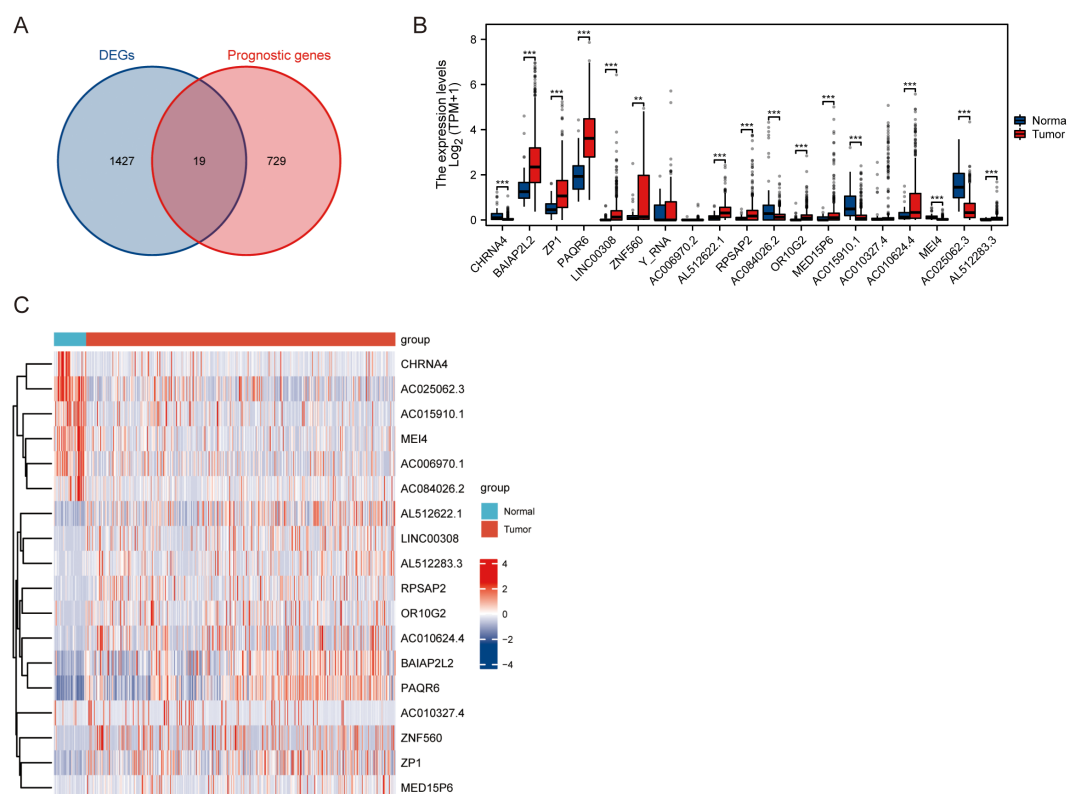 A
DEGs
Prognostic genes
1427
19
729
B
The expression levels
Log2 (TPM+1)
8
6
4
2
0
***
***
***
***
***
**
***
***
***
***
***
***
***
***
***
***
Norma
Tumor
CHRNA4
BAIAP2L2
ZP1
PAQR6
LINC00308
ZNF560
Y_RNA
AC006970.2
AL512622.1
RPSAP2
AC084026.2
OR10G2
MED15P6
AC015910.1
AC010327.4
AC010624.4
MEI4
AC025062.3
AL512283.3
C
group
CHRNA4
AC025062.3
AC015910.1
MEI4
AC006970.1
AC084026.2
AL512622.1
LINC00308
AL512283.3
RPSAP2
OR10G2
AC010624.4
BAIAP2L2
PAQR6
AC010327.4
ZNF560
ZP1
MED15P6
group
Normal
Tumor
4
2
0
−2
−4